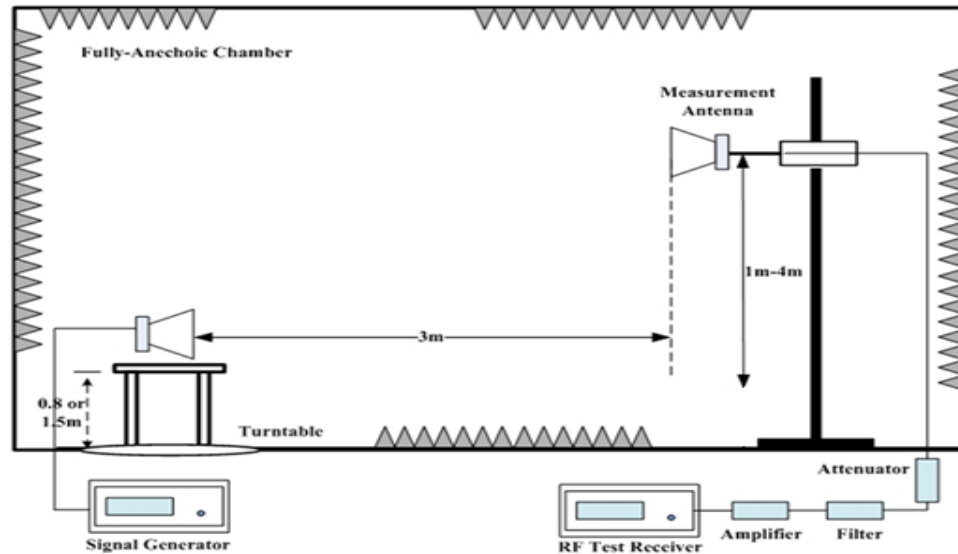 Fully-Anechoic Chamber
Measurement
Antenna
1m-4m
3m
0.8 or
1.5m
Turntable
Attenuator
Signal Generator
RF Test Receiver
Amplifier
Filter